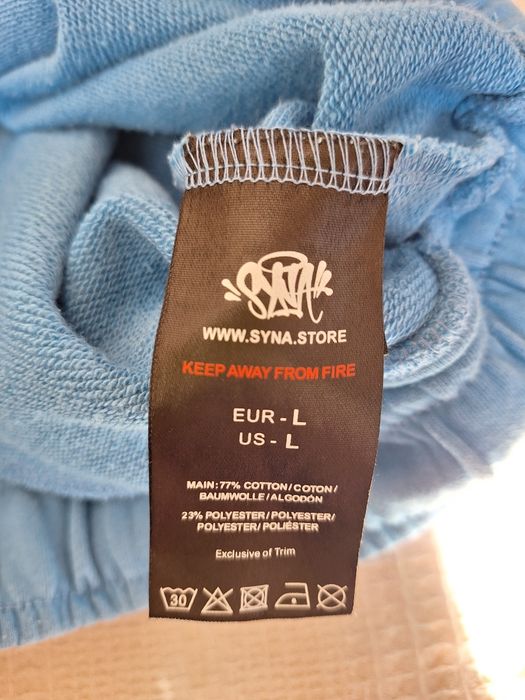 SYNA
WWW.SYNA.STORE
KEEP AWAY FROM FIRE
EUR - L
US - L
MAIN: 77% COTTON / COTON /
BAUMWOLLE / ALGODÓN
23% POLYESTER / POLYESTER/
POLYESTER / POLIÉSTER
Exclusive of Trim
30